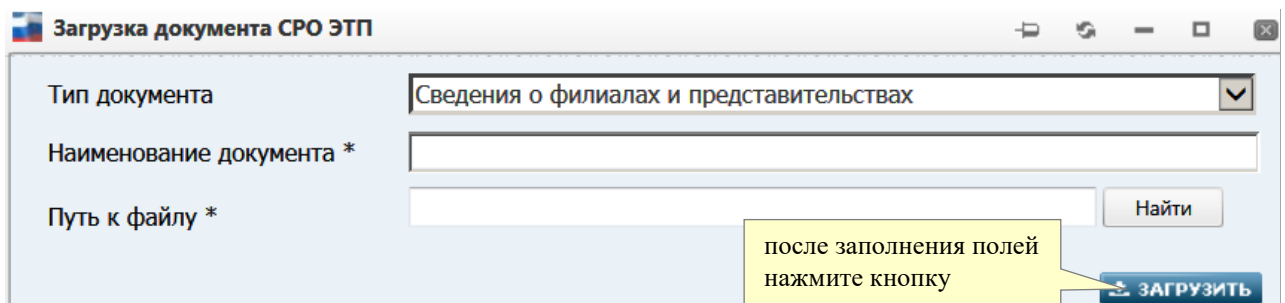 Загрузка документа СРО ЭТП
Тип документа
Сведения о филиалах и представительствах
Наименование документа *
Путь к файлу *
Найти
после заполнения полей
нажмите кнопку
ЗАГРУЗИТЬ